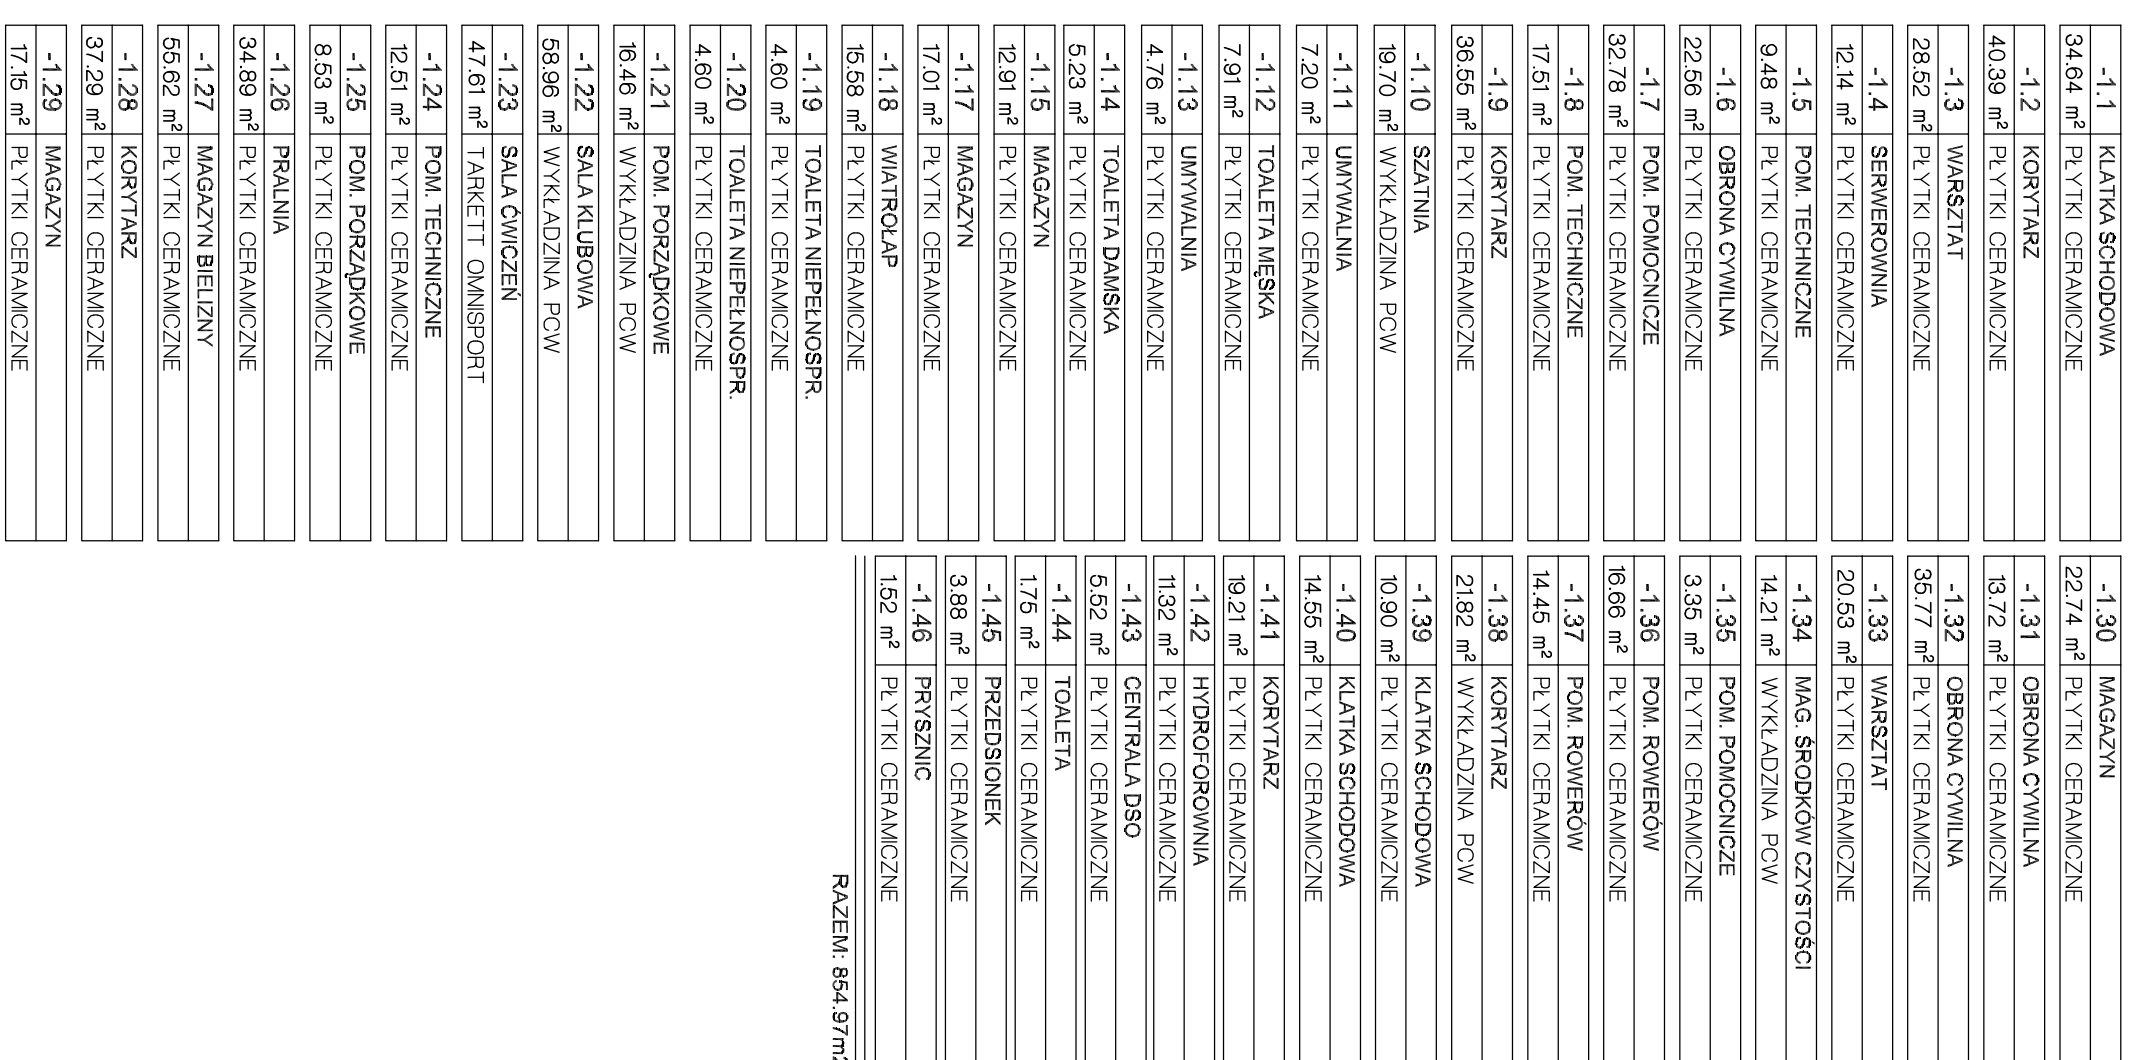 -1.1 KLATKA SCHODOWA
34.64 m² PŁYTKI CERAMICZNE
-1.2 KORYTARZ
40.39 m² PŁYTKI CERAMICZNE
-1.3 WARSZTAT
28.52 m² PŁYTKI CERAMICZNE
-1.4 SERWEROWNIA
12.14 m² PŁYTKI CERAMICZNE
-1.5 POM. TECHNICZNE
9.48 m² PŁYTKI CERAMICZNE
-1.6 OBRONA CYWILNA
22.56 m² PŁYTKI CERAMICZNE
-1.7 POM. POMOCNICZE
32.78 m² PŁYTKI CERAMICZNE
-1.8 POM. TECHNICZNE
17.51 m² PŁYTKI CERAMICZNE
-1.9 KORYTARZ
36.55 m² PŁYTKI CERAMICZNE
-1.10 SZATNIA
19.70 m² WYKŁADZINA PCW
-1.11 UMYWALNIA
7.20 m² PŁYTKI CERAMICZNE
-1.12 TOALETA MĘSKA
7.91 m² PŁYTKI CERAMICZNE
-1.13 UMYWALNIA
4.76 m² PŁYTKI CERAMICZNE
-1.14 TOALETA DAMSKA
5.23 m² PŁYTKI CERAMICZNE
-1.15 MAGAZYN
12.91 m² PŁYTKI CERAMICZNE
-1.17 MAGAZYN
17.01 m² PŁYTKI CERAMICZNE
-1.18 WIATROŁAP
15.58 m² PŁYTKI CERAMICZNE
-1.19 TOALETA NIEPEŁNOSPR.
4.60 m² PŁYTKI CERAMICZNE
-1.20 TOALETA NIEPEŁNOSPR.
4.60 m² PŁYTKI CERAMICZNE
-1.21 POM. PORZĄDKOWE
16.46 m² WYKŁADZINA PCW
-1.22 SALA KLUBOWA
58.96 m² WYKŁADZINA PCW
-1.23 SALA ĆWICZEŃ
47.61 m² TARKETT OMNISPORT
-1.24 POM. TECHNICZNE
12.51 m² PŁYTKI CERAMICZNE
-1.25 POM. PORZĄDKOWE
8.53 m² PŁYTKI CERAMICZNE
-1.26 PRALNIA
34.89 m² PŁYTKI CERAMICZNE
-1.27 MAGAZYN BIELIZNY
55.62 m² PŁYTKI CERAMICZNE
-1.28 KORYTARZ
37.29 m² PŁYTKI CERAMICZNE
-1.29 MAGAZYN
17.15 m² PŁYTKI CERAMICZNE
-1.30 MAGAZYN
22.74 m² PŁYTKI CERAMICZNE
-1.31 OBRONA CYWILNA
13.72 m² PŁYTKI CERAMICZNE
-1.32 OBRONA CYWILNA
35.77 m² PŁYTKI CERAMICZNE
-1.33 WARSZTAT
20.53 m² PŁYTKI CERAMICZNE
-1.34 MAG. ŚRODKÓW CZYSTOŚCI
14.21 m² WYKŁADZINA PCW
-1.35 POM. POMOCNICZE
3.35 m² PŁYTKI CERAMICZNE
-1.36 POM. ROWERÓW
16.66 m² PŁYTKI CERAMICZNE
-1.37 POM. ROWERÓW
14.45 m² PŁYTKI CERAMICZNE
-1.38 KORYTARZ
21.82 m² WYKŁADZINA PCW
-1.39 KLATKA SCHODOWA
10.90 m² PŁYTKI CERAMICZNE
-1.40 KLATKA SCHODOWA
14.55 m² PŁYTKI CERAMICZNE
-1.41 KORYTARZ
19.21 m² PŁYTKI CERAMICZNE
-1.42 HYDROFOROWNIA
11.32 m² PŁYTKI CERAMICZNE
-1.43 CENTRALA DSO
5.52 m² PŁYTKI CERAMICZNE
-1.44 TOALETA
1.75 m² PŁYTKI CERAMICZNE
-1.45 PRZEDSIONEK
3.88 m² PŁYTKI CERAMICZNE
-1.46 PRYSZNIC
1.52 m² PŁYTKI CERAMICZNE
RAZEM: 854.97m2